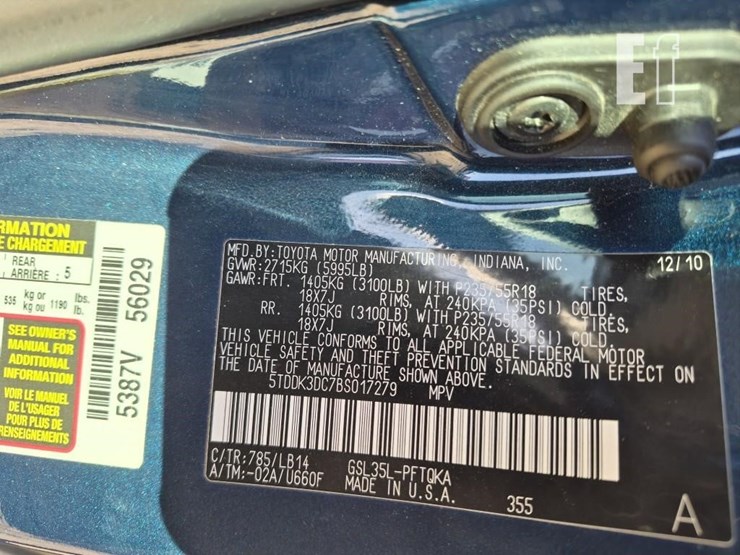 Ef
RMATION
E CHARGEMENT
REAR
ARRIÈRE : 5
535 kg or kg ou 1190 lbs. lb.
SEE OWNER'S
MANUAL FOR
ADDITIONAL
INFORMATION
VOIR LE MANUEL
DE L'USAGER
POUR PLUS DE
RENSEIGNEMENTS
5387V 56029
MFD.BY:TOYOTA MOTOR MANUFACTURING, INDIANA, INC. 12/10
GVWR:2715KG (5995LB)
GAWR:FRT. 1405KG (3100LB) WITH P235/55R18 TIRES,
18X7J RIMS, AT 240KPA (35PSI) COLD.
RR. 1405KG (3100LB) WITH P235/55R18 TIRES,
18X7J RIMS, AT 240KPA (35PSI) COLD.
THIS VEHICLE CONFORMS TO ALL APPLICABLE FEDERAL MOTOR
VEHICLE SAFETY AND THEFT PREVENTION STANDARDS IN EFFECT ON
THE DATE OF MANUFACTURE SHOWN ABOVE.
5TDDK3DC7BS017279 MPV
C/TR:785/LB14 GSL35L-PFTQKA
A/TM:-02A/U660F MADE IN U.S.A. 355
A